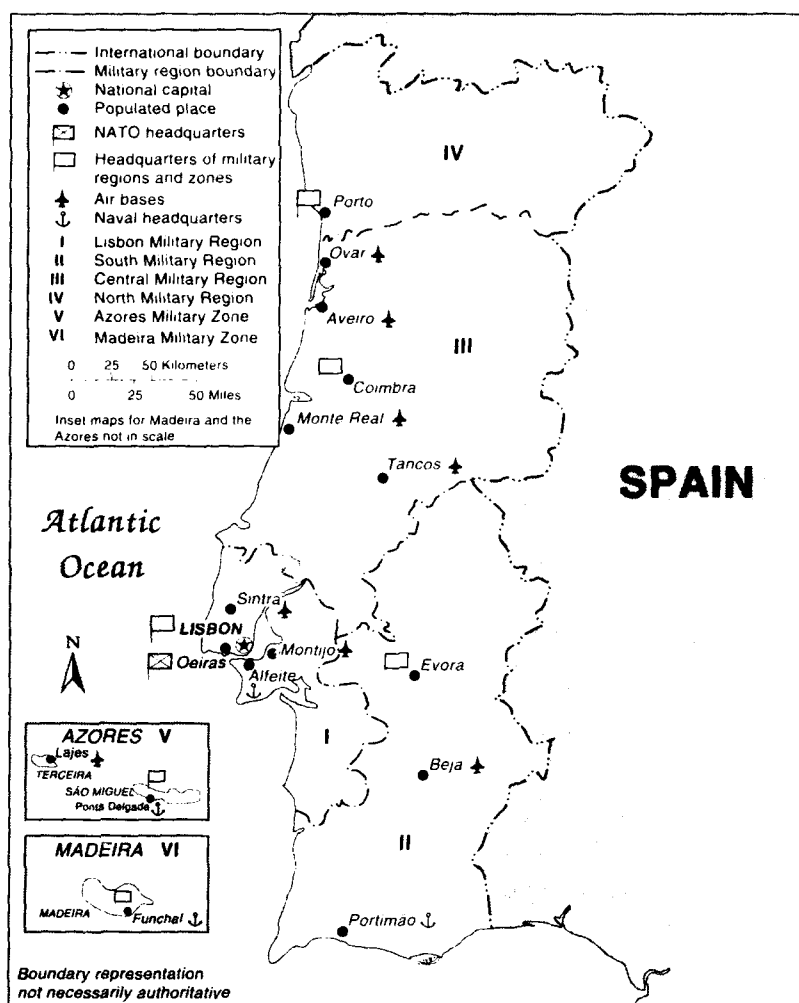 International boundary
Military region boundary
National capital
Populated place
NATO headquarters
Headquarters of military
regions and zones
Air bases
Naval headquarters
I Lisbon Military Region
II South Military Region
III Central Military Region
IV North Military Region
V Azores Military Zone
VI Madeira Military Zone
0 25 50 Kilometers
0 25 50 Miles
Inset maps for Madeira and the
Azores not in scale
IV
Porto
Ovar
Aveiro
III
Coimbra
Monte Real
Tancos
SPAIN
Atlantic
Ocean
Sintra
LISBON
N
Oeiras
Montijo
Alfeite
Evora
I
AZORES V
Lajes
TERCEIRA
SÃO MIGUEL
Ponta Delgada
Beja
II
MADEIRA VI
MADEIRA
Funchal
Portimão
Boundary representation
not necessarily authoritative